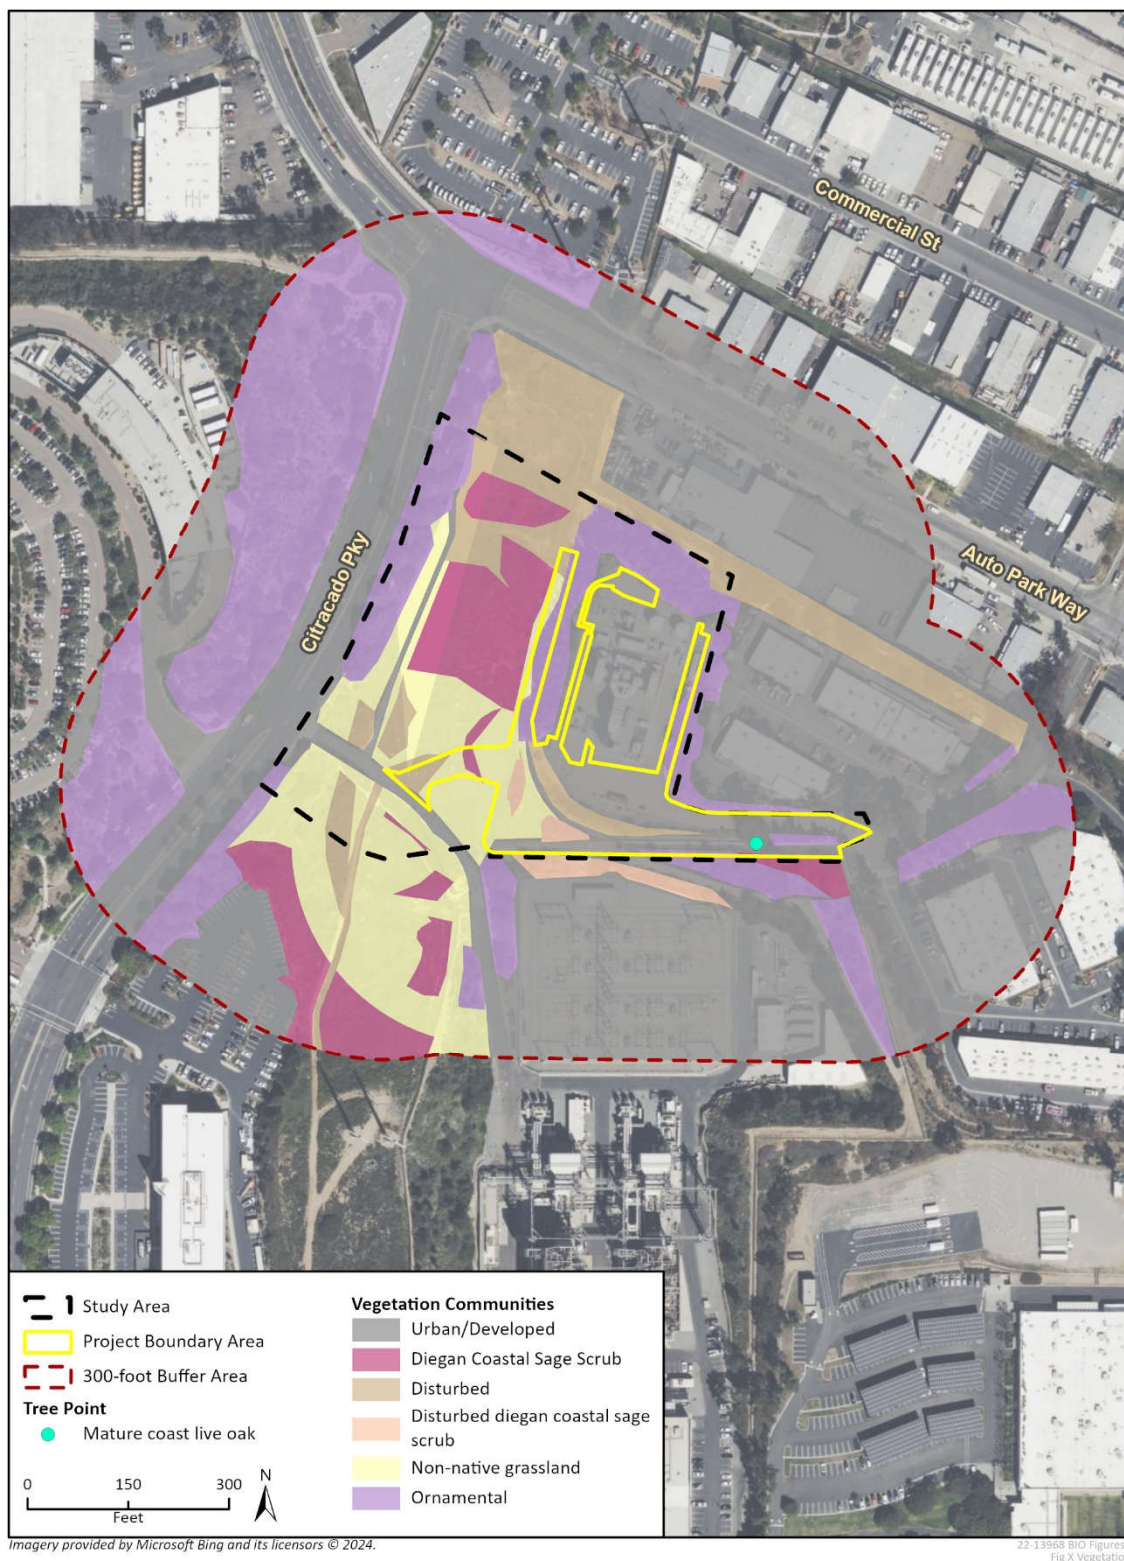 Commercial St
Auto Park Way
Citracado Pky
Study Area
Project Boundary Area
300-foot Buffer Area
Tree Point
Mature coast live oak
0 150 300
Feet
N
Vegetation Communities
Urban/Developed
Diegan Coastal Sage Scrub
Disturbed
Disturbed diegan coastal sage
scrub
Non-native grassland
Ornamental
Imagery provided by Microsoft Bing and its licensors © 2024.
22-13968 BIO Figures
Fig X Vegetatio